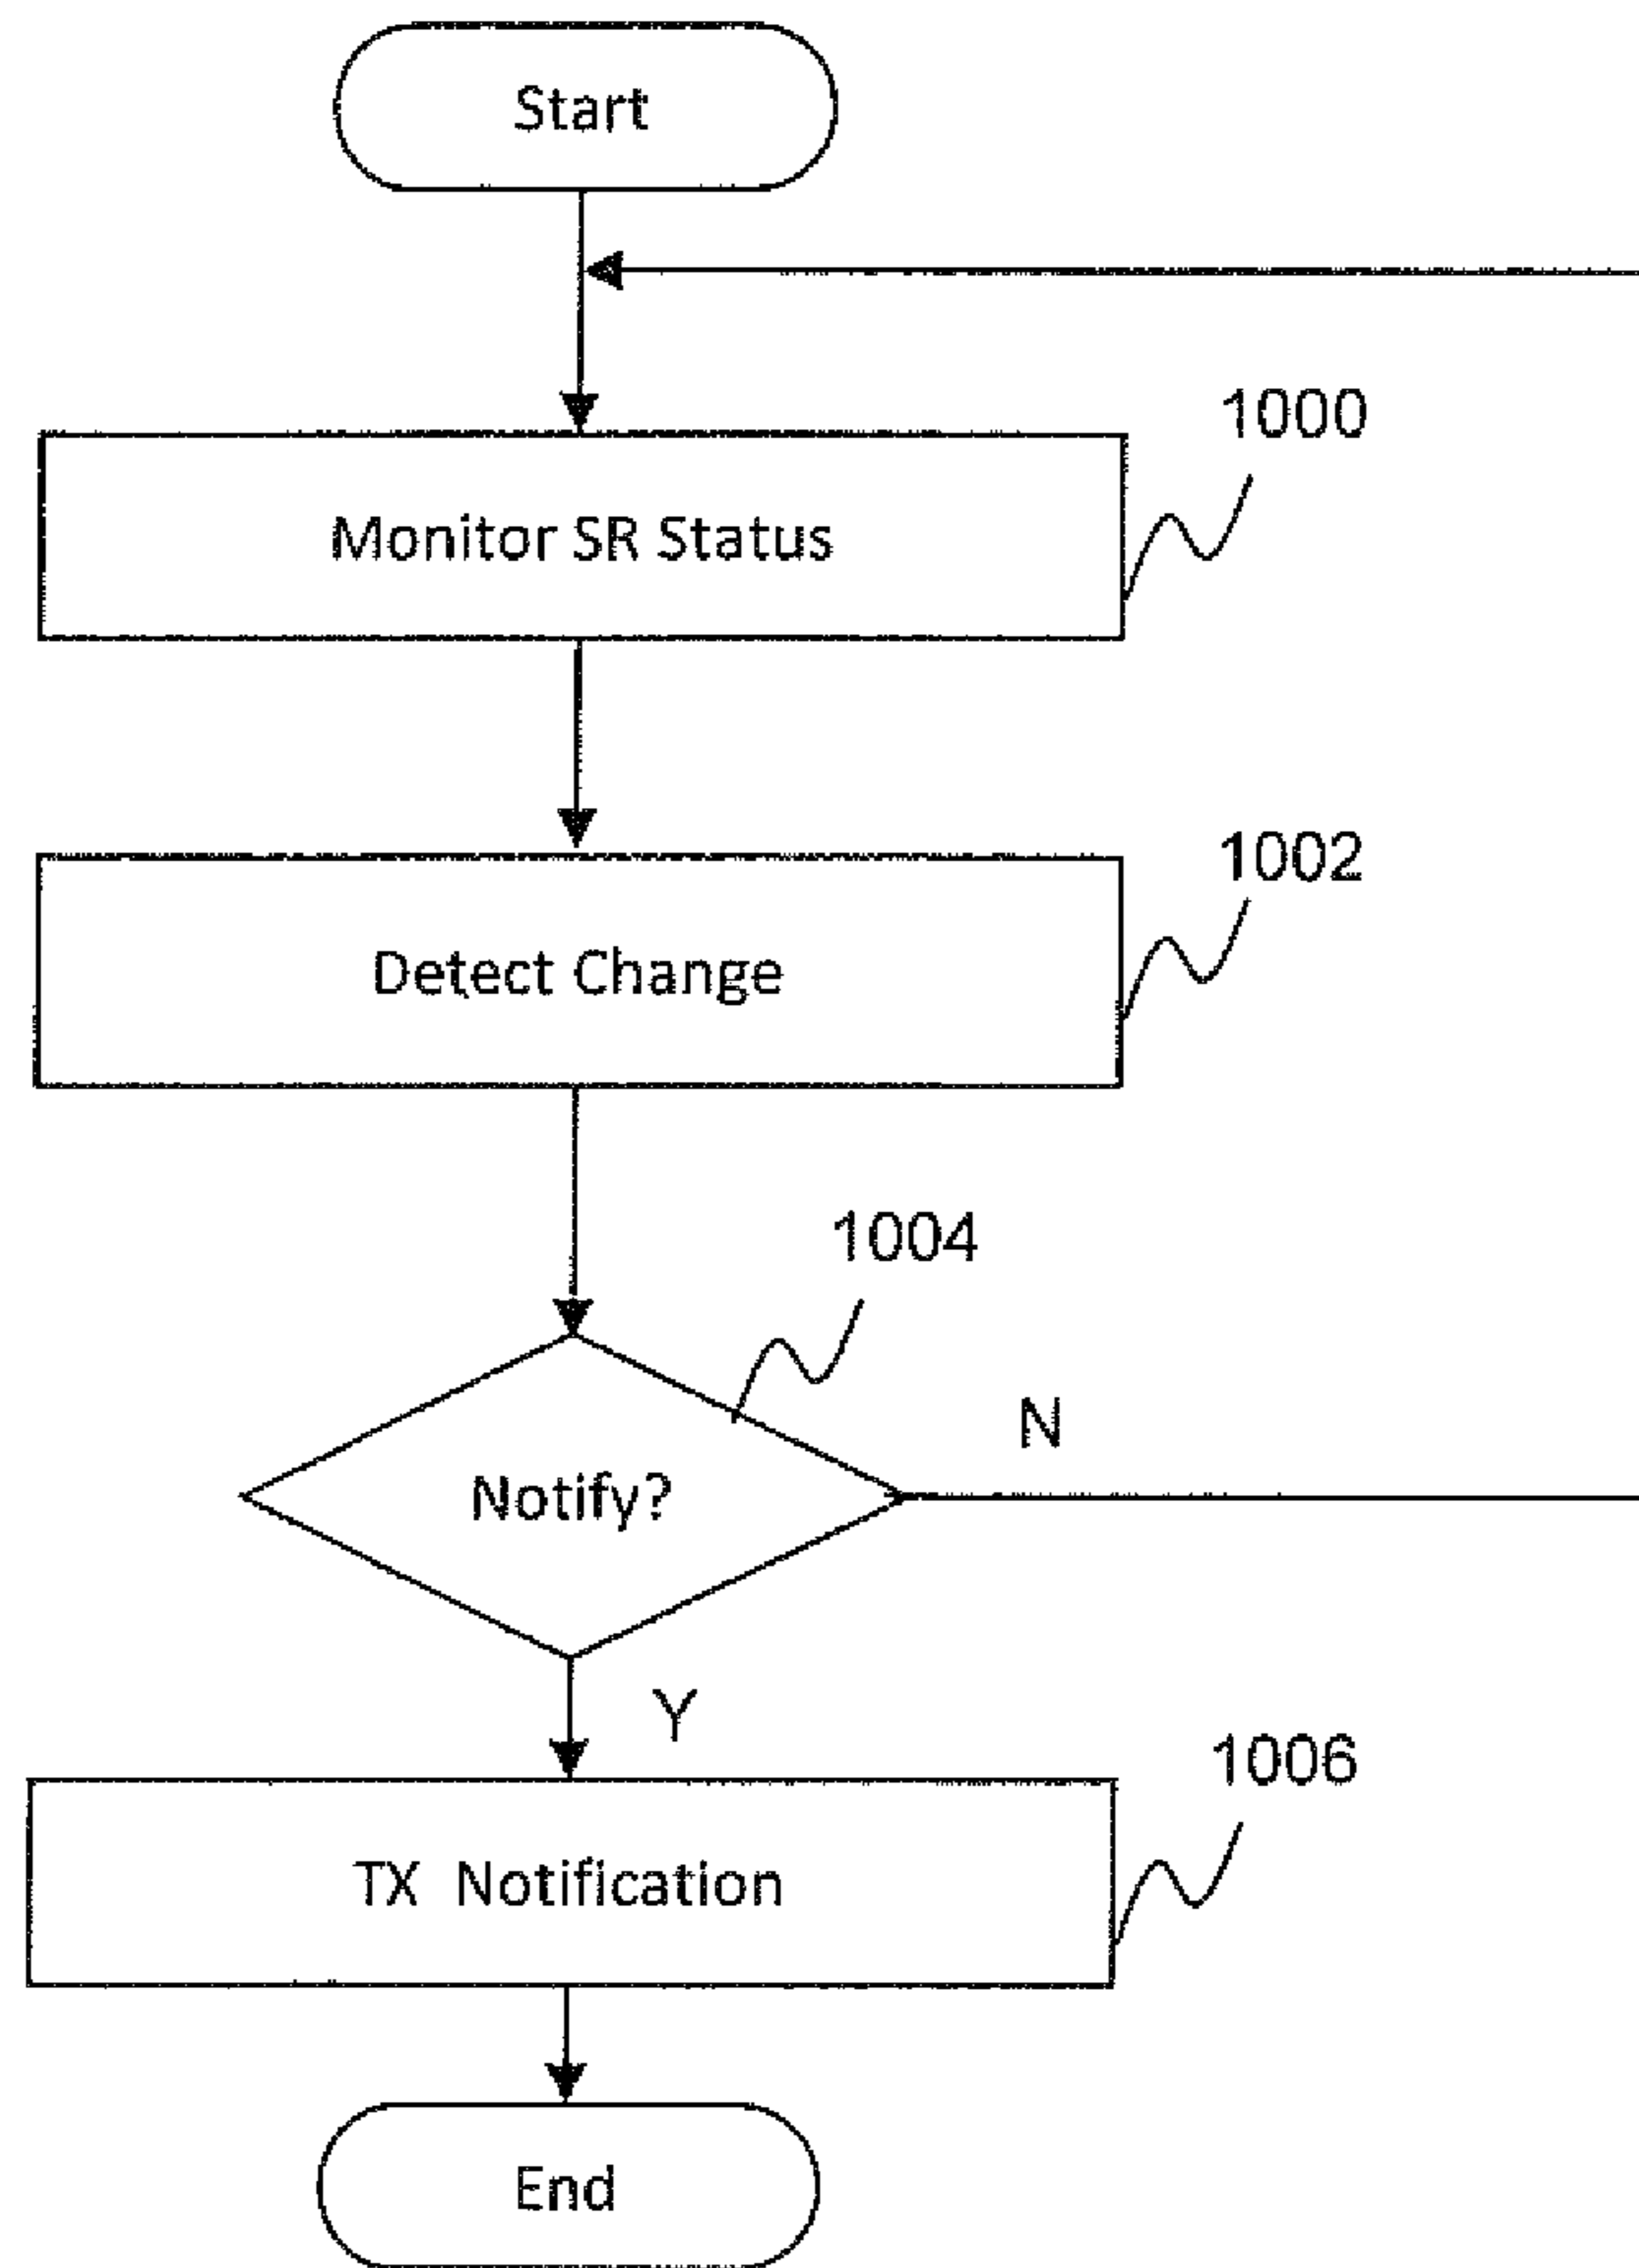 Start
1000
Monitor SR Status
1002
Detect Change
1004
N
Notify?
Y
1006
TX Notification
End